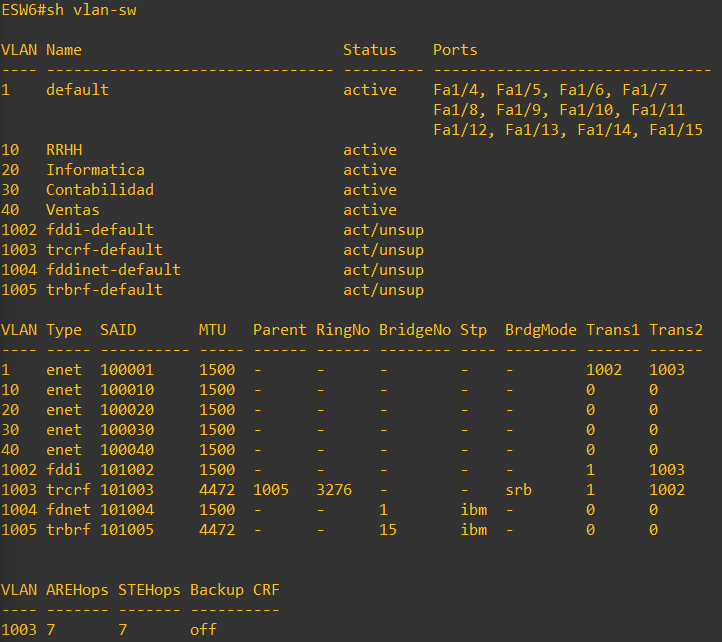 ESW6#sh vlan-sw
VLAN Name                             Status    Ports
---- -------------------------------- --------- -------------------------------
1    default                          active    Fa1/4, Fa1/5, Fa1/6, Fa1/7
                                                Fa1/8, Fa1/9, Fa1/10, Fa1/11
                                                Fa1/12, Fa1/13, Fa1/14, Fa1/15
10   RRHH                             active
20   Informatica                      active
30   Contabilidad                     active
40   Ventas                           active
1002 fddi-default                     act/unsup
1003 trcrf-default                    act/unsup
1004 fddinet-default                  act/unsup
1005 trbrf-default                    act/unsup
VLAN Type  SAID       MTU   Parent RingNo BridgeNo Stp  BrdgMode Trans1 Trans2
---- ----- ---------- ----- ------ ------ -------- ---- -------- ------ ------
1    enet  100001     1500  -      -      -        -    -        1002   1003
10   enet  100010     1500  -      -      -        -    -        0      0
20   enet  100020     1500  -      -      -        -    -        0      0
30   enet  100030     1500  -      -      -        -    -        0      0
40   enet  100040     1500  -      -      -        -    -        0      0
1002 fddi  101002     1500  -      -      -        -    -        1      1003
1003 trcrf 101003     4472  1005   3276   -        -    srb      1      1002
1004 fdnet 101004     1500  -      -      1        ibm  -        0      0
1005 trbrf 101005     4472  -      -      15       ibm  -        0      0
VLAN AREHops STEHops Backup CRF
---- ------- ------- ----------
1003 7       7       off